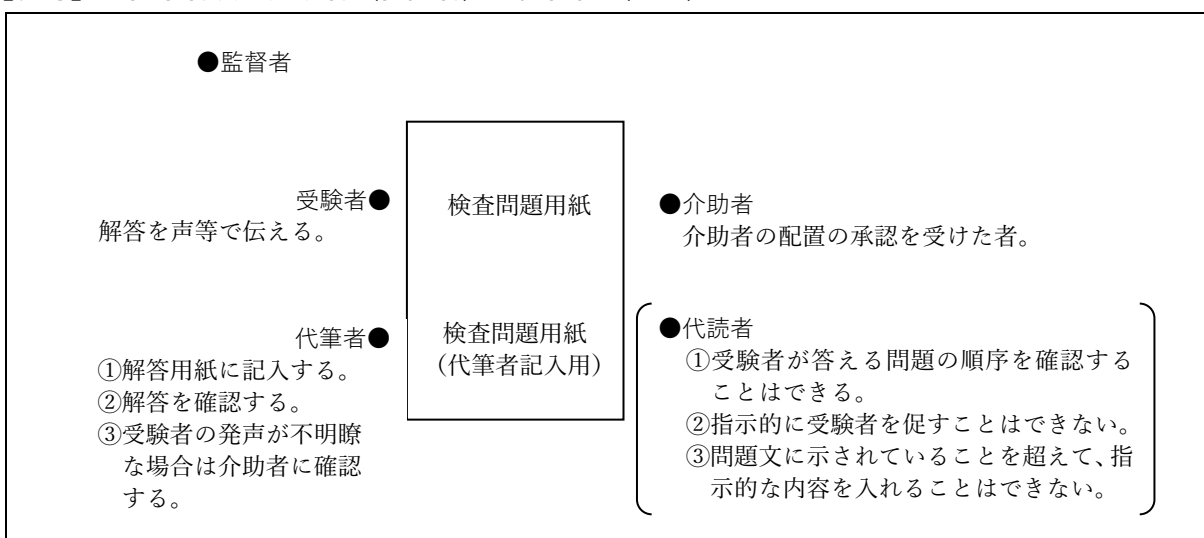 ●監督者
受験者●
解答を声等で伝える。
検査問題用紙
●介助者
介助者の配置の承認を受けた者。
代筆者●
①解答用紙に記入する。
②解答を確認する。
③受験者の発声が不明瞭
な場合は介助者に確認
する。
検査問題用紙
(代筆者記入用)
●代読者
①受験者が答える問題の順序を確認する
ことはできる。
②指示的に受験者を促すことはできない。
③問題文に示されていることを超えて、指
示的な内容を入れることはできない。